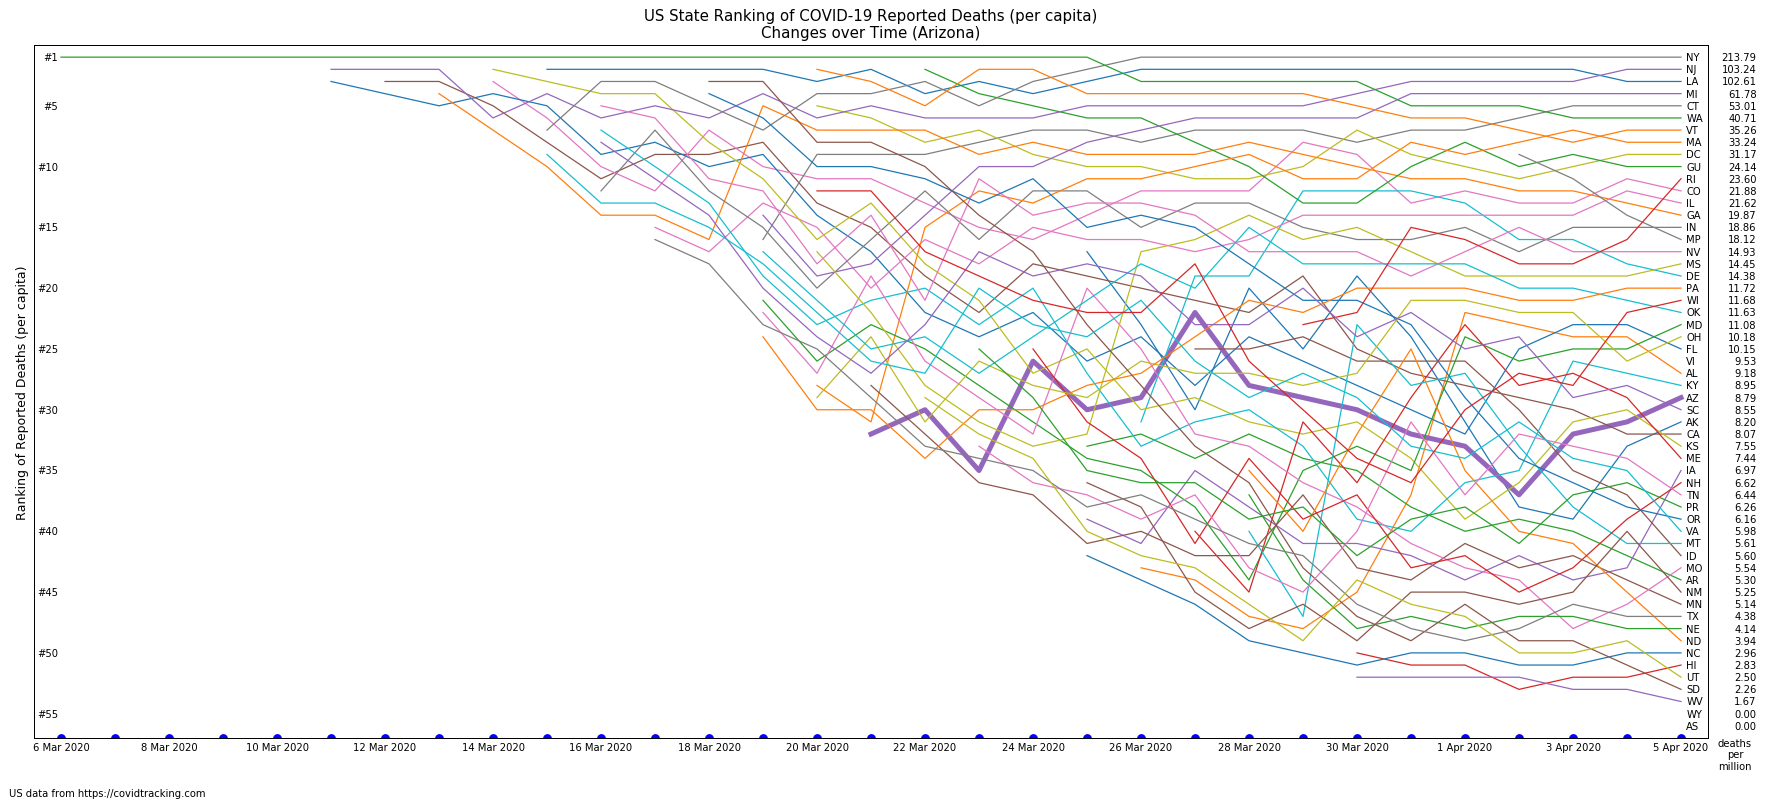 US State Ranking of COVID-19 Reported Deaths (per capita)
Changes over Time (Arizona)
Ranking of Reported Deaths (per capita)
#1
#5
#10
#15
#20
#25
#30
#35
#40
#45
#50
#55
NY 213.79
NJ 103.24
LA 102.61
MI 61.78
CT 53.01
WA 40.71
VT 35.26
MA 33.24
DC 31.17
GU 24.14
RI 23.60
CO 21.88
IL 21.62
GA 19.87
IN 18.86
MP 18.12
NV 14.93
MS 14.45
DE 14.38
PA 11.72
WI 11.68
OK 11.63
MD 11.08
OH 10.18
FL 10.15
VI 9.53
AL 9.18
KY 8.95
AZ 8.79
SC 8.55
AK 8.20
CA 8.07
KS 7.55
ME 7.44
IA 6.97
NH 6.62
TN 6.44
PR 6.26
OR 6.16
VA 5.98
MT 5.61
ID 5.60
MO 5.54
AR 5.30
NM 5.25
MN 5.14
TX 4.38
NE 4.14
ND 3.94
NC 2.96
HI 2.83
UT 2.50
SD 2.26
WV 1.67
WY 0.00
AS 0.00
6 Mar 2020 8 Mar 2020 10 Mar 2020 12 Mar 2020 14 Mar 2020 16 Mar 2020 18 Mar 2020 20 Mar 2020 22 Mar 2020 24 Mar 2020 26 Mar 2020 28 Mar 2020 30 Mar 2020 1 Apr 2020 3 Apr 2020 5 Apr 2020
deaths
per
million
US data from https://covidtracking.com